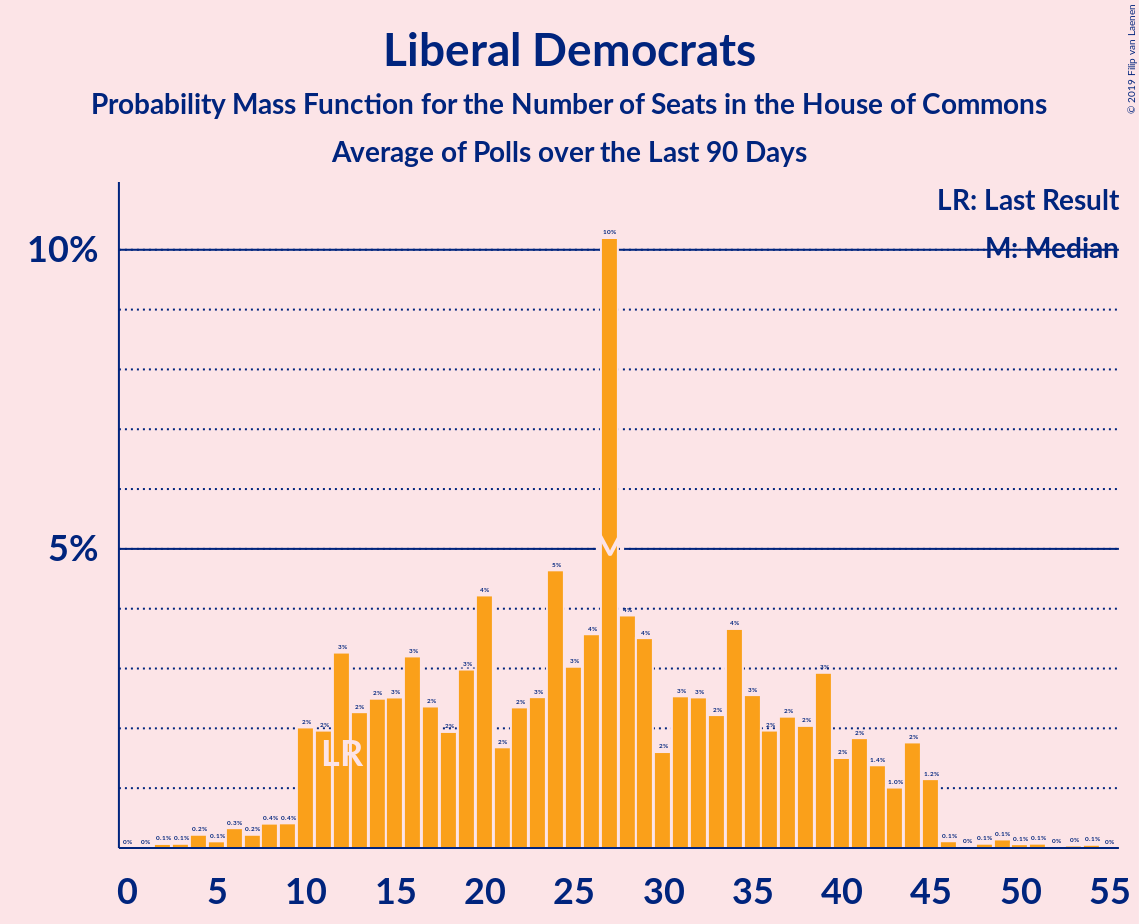 Liberal Democrats
Probability Mass Function for the Number of Seats in the House of Commons
Average of Polls over the Last 90 Days
© 2019 Filip van Laenen
LR: Last Result
M: Median
10%
5%
0% 0% 0.1% 0.1% 0.2% 0.1% 0.3% 0.2% 0.4% 0.4% 2% 2% 3% 2% 2% 3% 3% 2% 2% 3% 4% 2% 2% 3% 5% 3% 4% 10% 4% 4% 2% 3% 3% 2% 4% 3% 2% 2% 2% 3% 2% 2% 1.4% 1.0% 2% 1.2% 0.1% 0% 0.1% 0.1% 0.1% 0.1% 0% 0% 0.1% 0%
M
LR
0 5 10 15 20 25 30 35 40 45 50 55